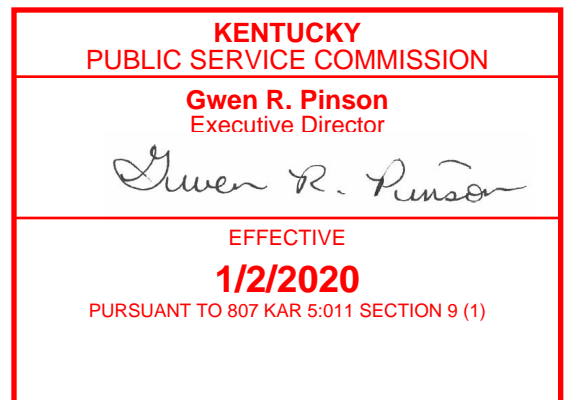 KENTUCKY
PUBLIC SERVICE COMMISSION
Gwen R. Pinson
Executive Director
Gwen R. Pinson
EFFECTIVE
1/2/2020
PURSUANT TO 807 KAR 5:011 SECTION 9 (1)